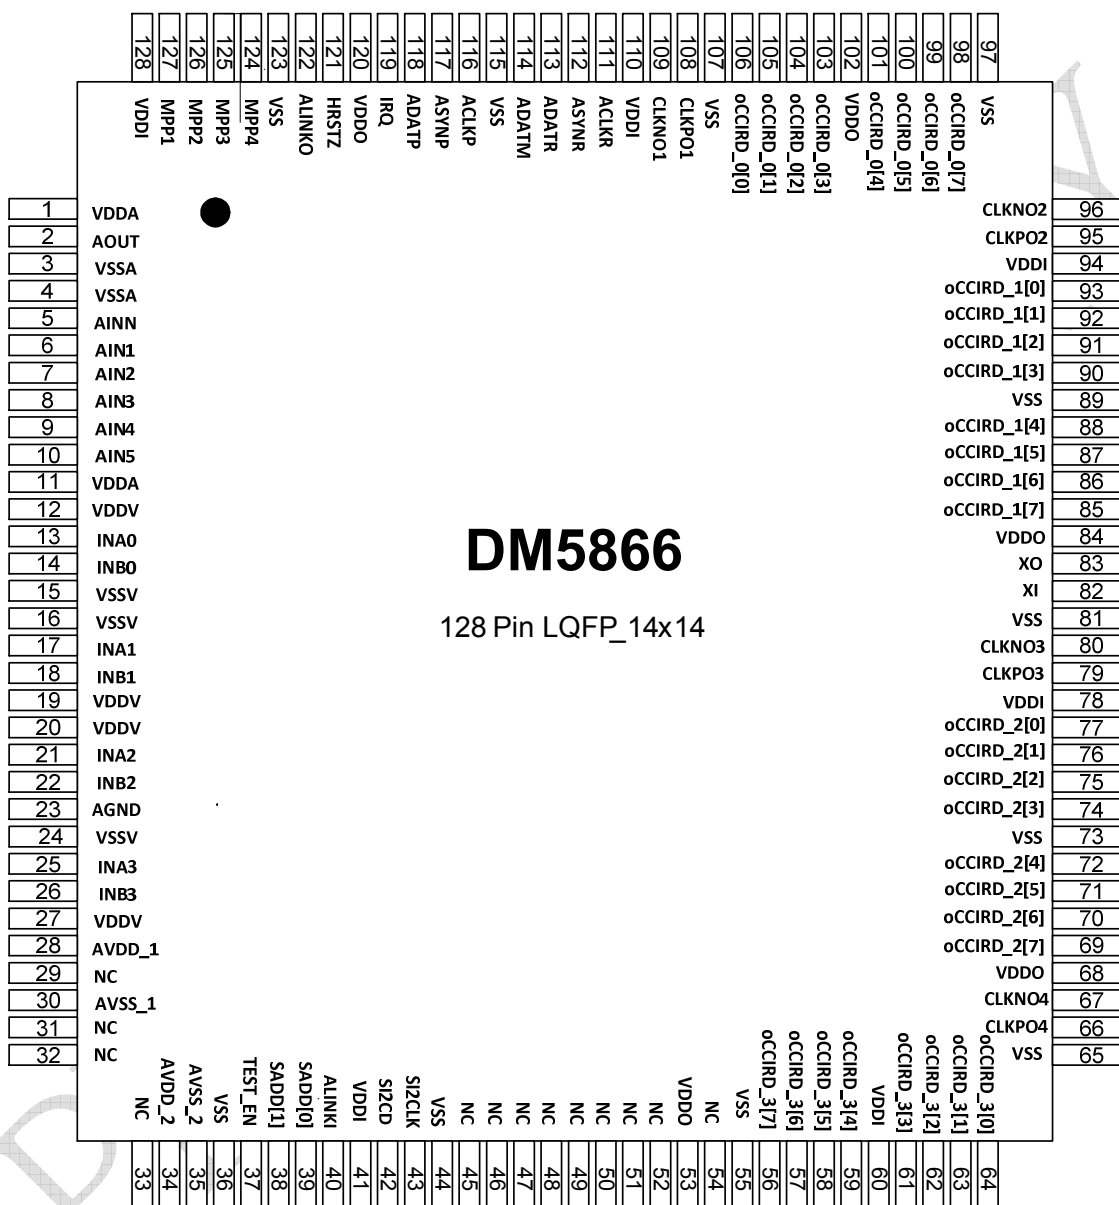 128 127 126 125 124 123 122 121 120 119 118 117 116 115 114 113 112 111 110 109 108 107 106 105 104 103 102 101 100 99 98 97
VDDI MPP1 MPP2 MPP3 MPP4 VSS ALINKO HRSTZ VDDO IRQ ADATP ASYNP ACLKP VSS ADATM ADATR ASYNR ACLKR VDDI CLKNO1 CLKPO1 VSS oCCIRD_0[0] oCCIRD_0[1] oCCIRD_0[2] oCCIRD_0[3] VDDO oCCIRD_0[4] oCCIRD_0[5] oCCIRD_0[6] oCCIRD_0[7] VSS
1 VDDA
2 AOUT
3 VSSA
4 VSSA
5 AINN
6 AIN1
7 AIN2
8 AIN3
9 AIN4
10 AIN5
11 VDDA
12 VDDV
13 INA0
14 INB0
15 VSSV
16 VSSV
17 INA1
18 INB1
19 VDDV
20 VDDV
21 INA2
22 INB2
23 AGND
24 VSSV
25 INA3
26 INB3
27 VDDV
28 AVDD_1
29 NC
30 AVSS_1
31 NC
32 NC
DM5866
128 Pin LQFP_14x14
CLKNO2 96
CLKPO2 95
VDDI 94
oCCIRD_1[0] 93
oCCIRD_1[1] 92
oCCIRD_1[2] 91
oCCIRD_1[3] 90
VSS 89
oCCIRD_1[4] 88
oCCIRD_1[5] 87
oCCIRD_1[6] 86
oCCIRD_1[7] 85
VDDO 84
XO 83
XI 82
VSS 81
CLKNO3 80
CLKPO3 79
VDDI 78
oCCIRD_2[0] 77
oCCIRD_2[1] 76
oCCIRD_2[2] 75
oCCIRD_2[3] 74
VSS 73
oCCIRD_2[4] 72
oCCIRD_2[5] 71
oCCIRD_2[6] 70
oCCIRD_2[7] 69
VDDO 68
CLKNO4 67
CLKPO4 66
VSS 65
NC AVDD_2 AVSS_2 VSS TEST_EN SADD[1] SADD[0] ALINKI VDDI SI2CD SI2CLK VSS NC NC NC NC NC NC NC NC VDDO NC VSS oCCIRD_3[7] oCCIRD_3[6] oCCIRD_3[5] oCCIRD_3[4] VDDI oCCIRD_3[3] oCCIRD_3[2] oCCIRD_3[1] oCCIRD_3[0]
33 34 35 36 37 38 39 40 41 42 43 44 45 46 47 48 49 50 51 52 53 54 55 56 57 58 59 60 61 62 63 64